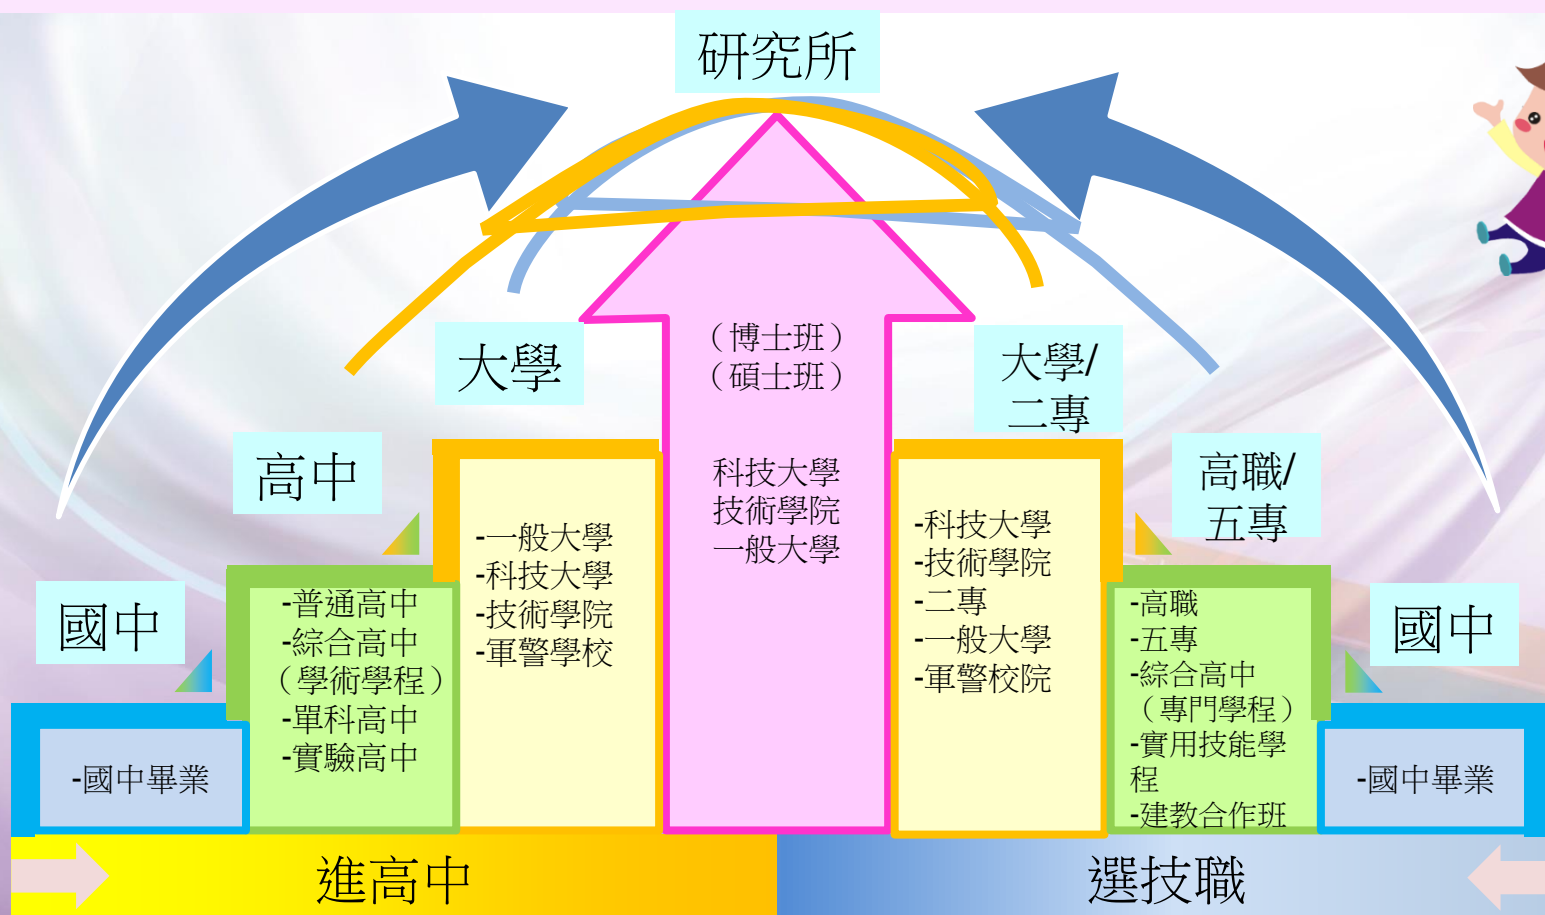 研究所
(博士班)
(碩士班)
科技大學
技術學院
一般大學
大學
-一般大學
-科技大學
-技術學院
-軍警學校
高中
-普通高中
-綜合高中
(學術學程)
-單科高中
-實驗高中
國中
-國中畢業
大學/
二專
-科技大學
-技術學院
-二專
-一般大學
-軍警校院
高職/
五專
-高職
-五專
-綜合高中
(專門學程)
-實用技能學
程
-建教合作班
國中
-國中畢業
進高中
選技職